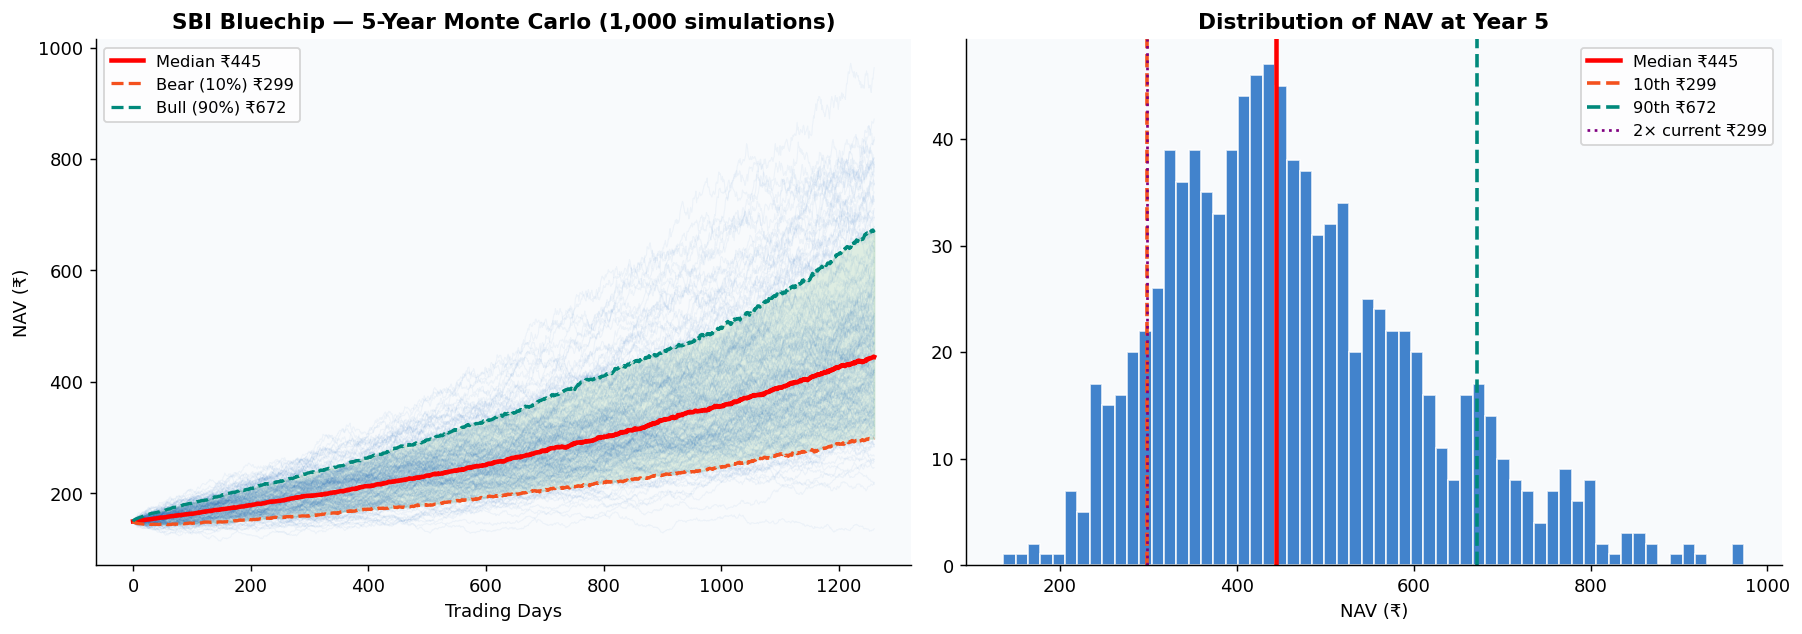 SBI Bluechip — 5-Year Monte Carlo (1,000 simulations)
Median ₹445
Bear (10%) ₹299
Bull (90%) ₹672
1000
800
600
400
200
NAV (₹)
0 200 400 600 800 1000 1200
Trading Days
Distribution of NAV at Year 5
Median ₹445
10th ₹299
90th ₹672
2× current ₹299
40
30
20
10
0
200 400 600 800 1000
NAV (₹)